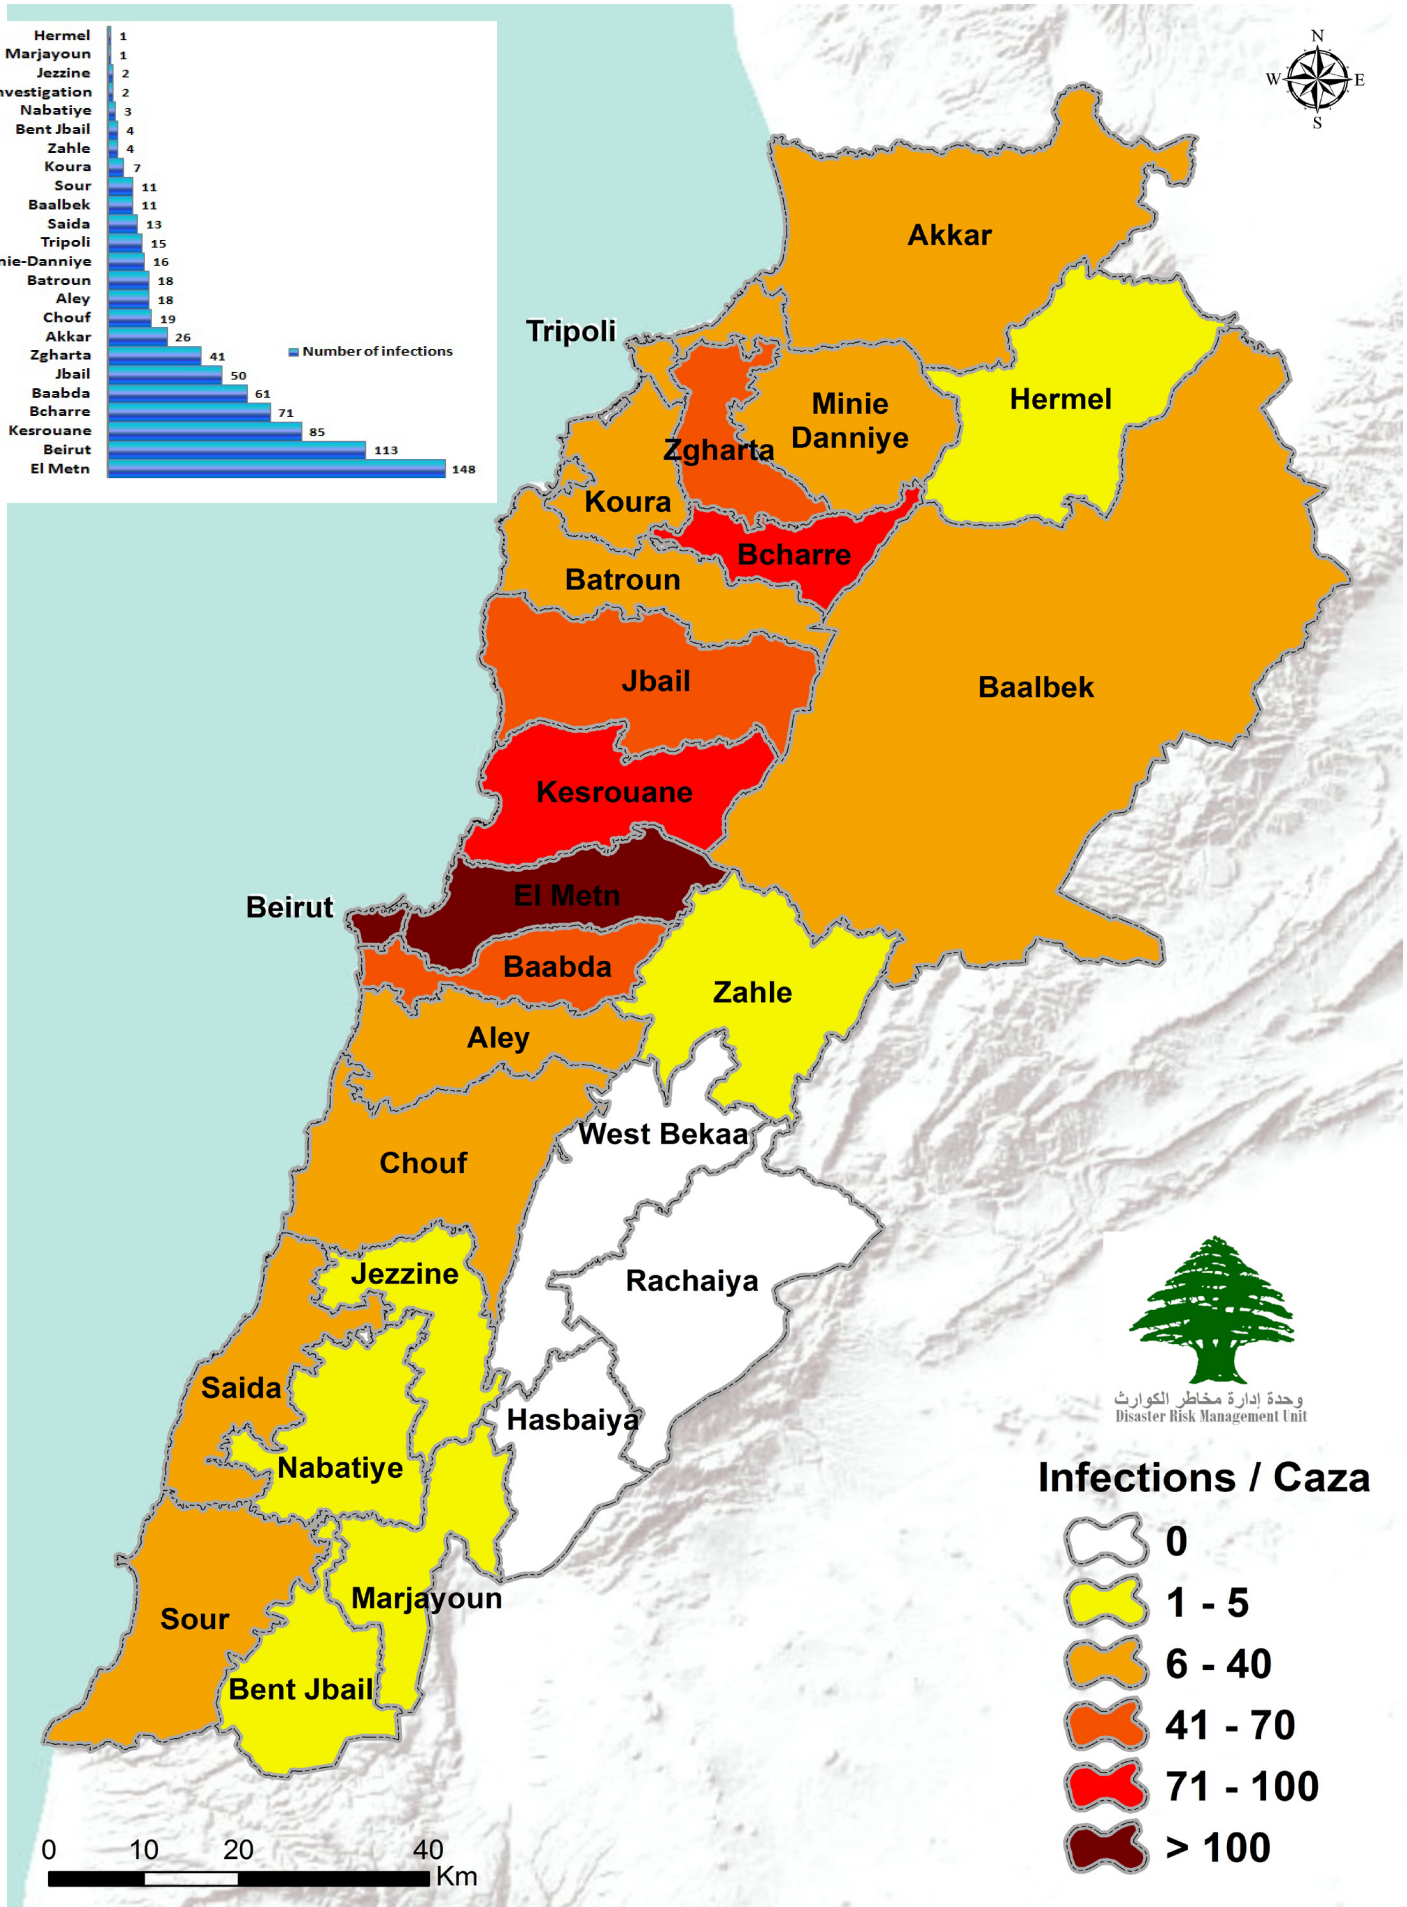 Hermel 1
Marjayoun 1
Jezzine 2
nvestigation 2
Nabatiye 3
Bent Jbail 4
Zahle 4
Koura 7
Sour 11
Baalbek 11
Saida 13
Tripoli 15
nie-Danniye 16
Batroun 18
Aley 18
Chouf 19
Akkar 26
Zgharta 41
Jbail 50
Baabda 61
Bcharre 71
Kesrouane 85
Beirut 113
El Metn 148
Number of infections
N
W E
S
Akkar
Tripoli
Hermel
Minie
Danniye
Zgharta
Koura
Bcharre
Batroun
Jbail
Baalbek
Kesrouane
El Metn
Beirut
Baabda
Zahle
Aley
West Bekaa
Chouf
Jezzine
Rachaiya
Saida
Hasbaiya
Nabatiye
Marjayoun
Sour
Bent Jbail
وحدة إدارة مخاطر الكوارث
Disaster Risk Management Unit
Infections / Caza
0
1 - 5
6 - 40
41 - 70
71 - 100
> 100
0 10 20 40
Km